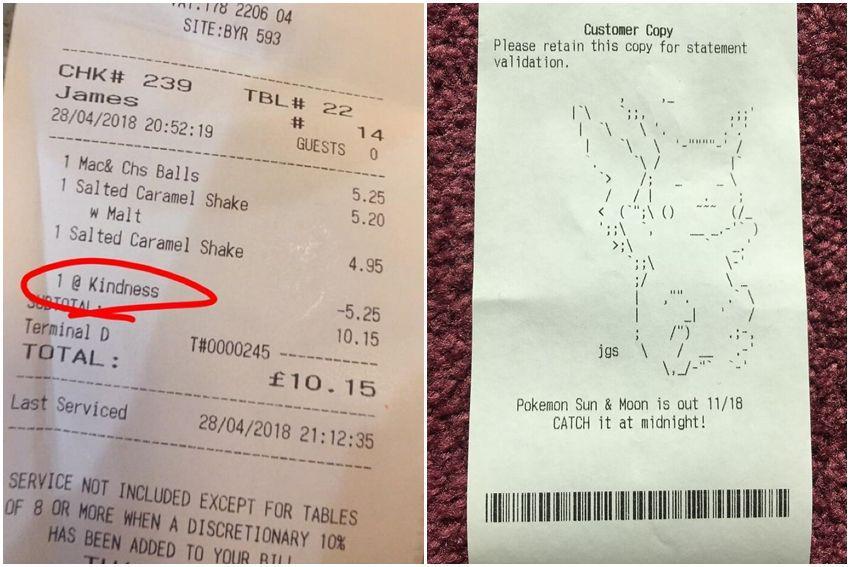 VAT:178 2206 04
SITE:BYR 593
CHK# 239 TBL# 22
James # 14
28/04/2018 20:52:19 GUESTS 0
1 Mac& Chs Balls 5.25
1 Salted Caramel Shake 5.20
w Malt
1 Salted Caramel Shake 4.95
1 @ Kindness -5.25
SUBTOTAL: 10.15
Terminal D T#0000245
TOTAL: £10.15
Last Serviced 28/04/2018 21:12:35
SERVICE NOT INCLUDED EXCEPT FOR TABLES
OF 8 OR MORE WHEN A DISCRETIONARY 10%
HAS BEEN ADDED TO YOUR BILL
Customer Copy
Please retain this copy for statement
validation.
jgs
Pokemon Sun & Moon is out 11/18
CATCH it at midnight!